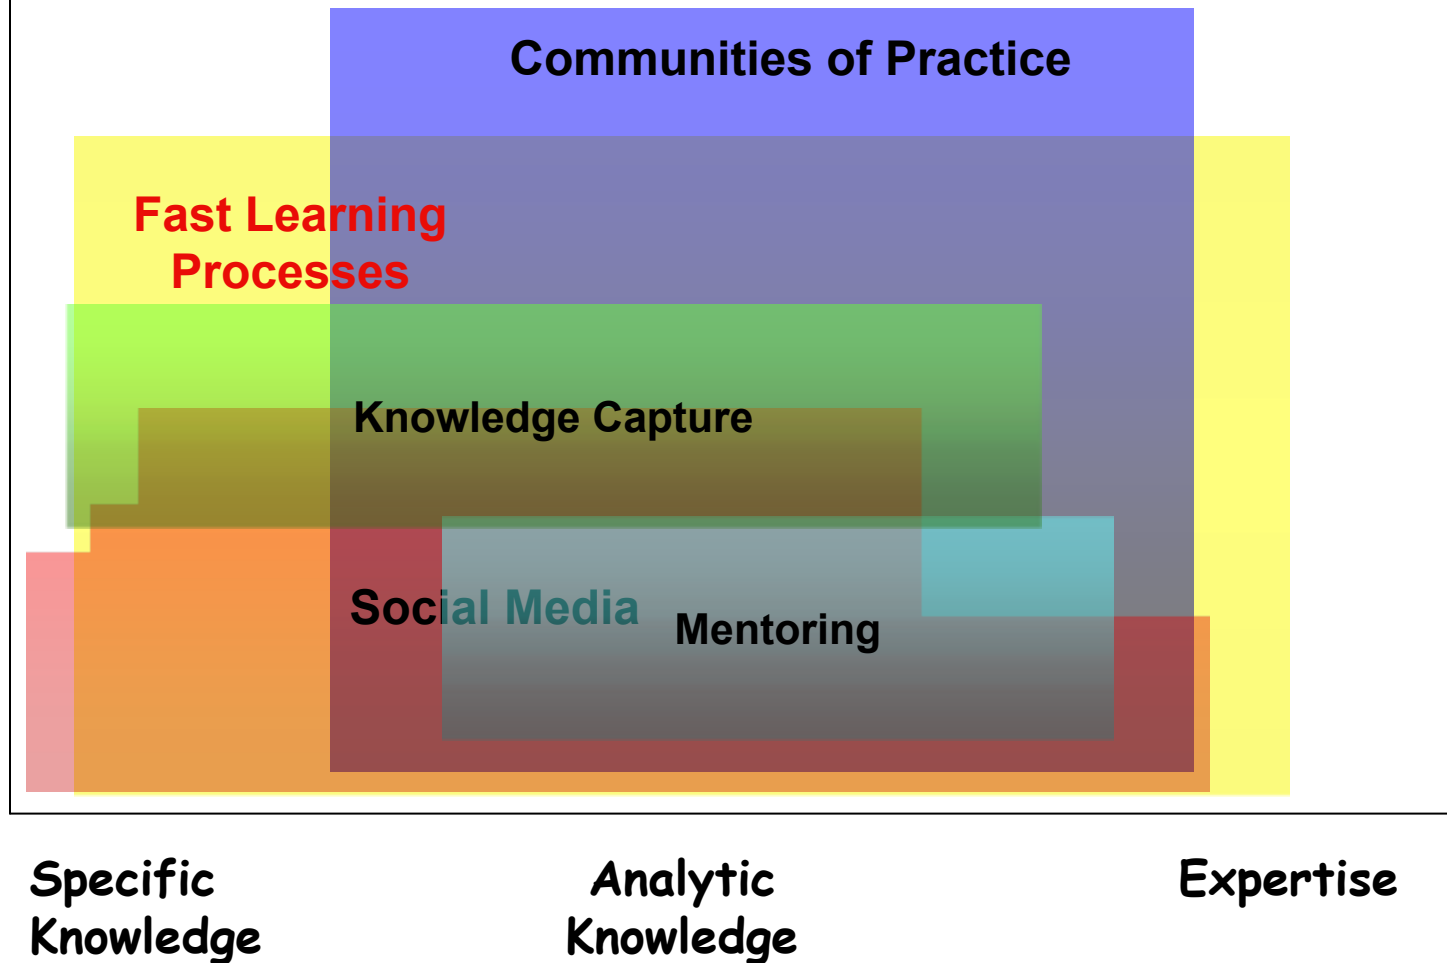 Communities of Practice
Fast Learning
Processes
Knowledge Capture
Social Media
Mentoring
Specific
Knowledge
Analytic
Knowledge
Expertise